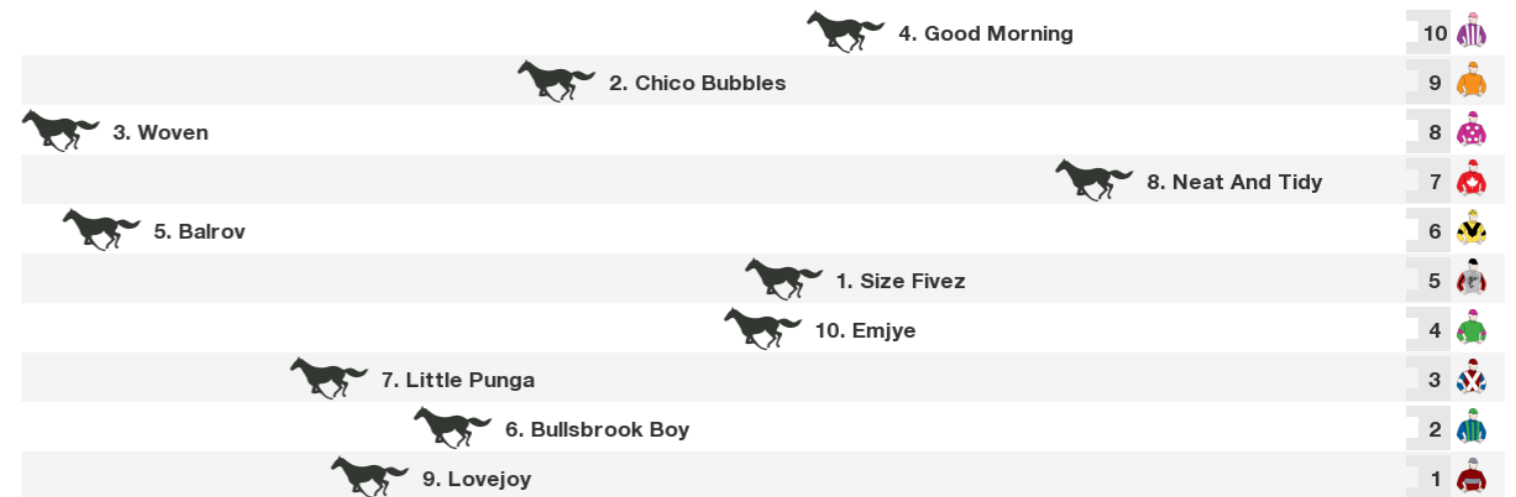 4. Good Morning 10
2. Chico Bubbles 9
3. Woven 8
8. Neat And Tidy 7
5. Balrov 6
1. Size Fivez 5
10. Emjye 4
7. Little Punga 3
6. Bullsbrook Boy 2
9. Lovejoy 1